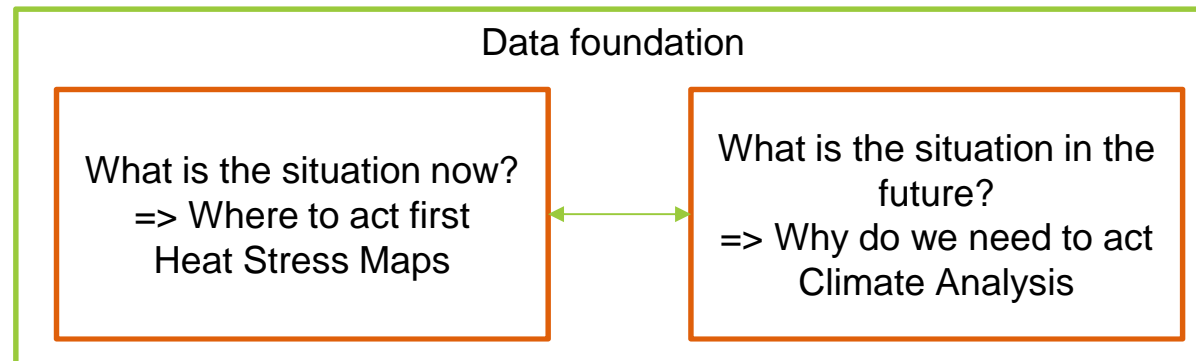 Data foundation
What is the situation now?
=> Where to act first
Heat Stress Maps
What is the situation in the
future?
=> Why do we need to act
Climate Analysis